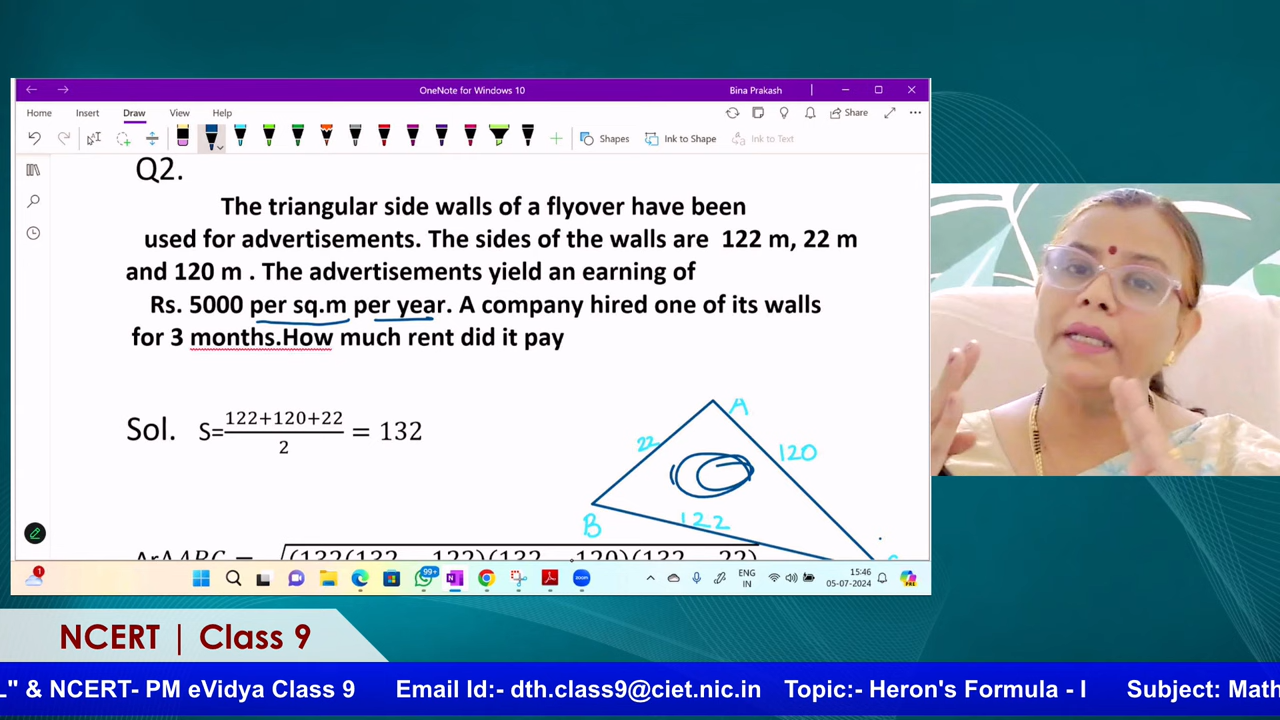 OneNote for Windows 10
Bina Prakash
Home Insert Draw View Help
Share
Shapes
Ink to Shape
Ink to Text
Q2.
The triangular side walls of a flyover have been
used for advertisements. The sides of the walls are 122 m, 22 m
and 120 m . The advertisements yield an earning of
Rs. 5000 per sq.m per year. A company hired one of its walls
for 3 months.How much rent did it pay
Sol. S=122+120+22/2 = 132
A
22
120
B
122
99+
ENG
IN
15:46
05-07-2024
NCERT | Class 9
L" & NCERT- PM eVidya Class 9 Email Id:- dth.class9@ciet.nic.in Topic:- Heron's Formula - I Subject: Math